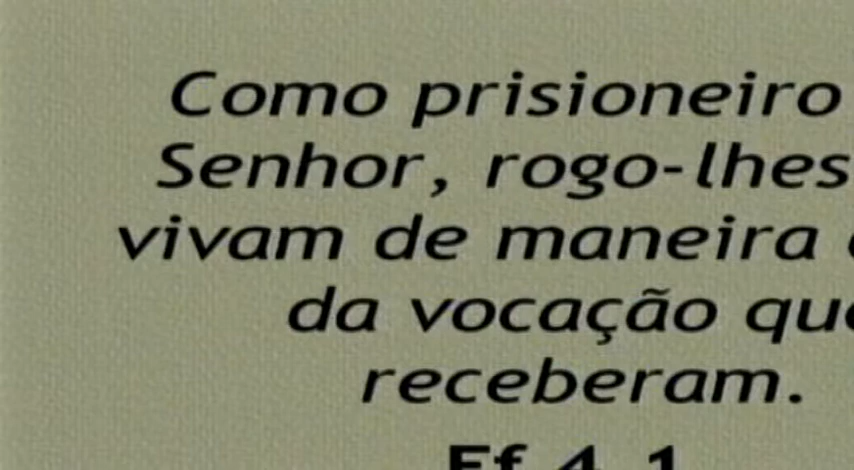 Como prisioneiro
Senhor, rogo-lhes
vivam de maneira
da vocação que
receberam.
Ef 4.1